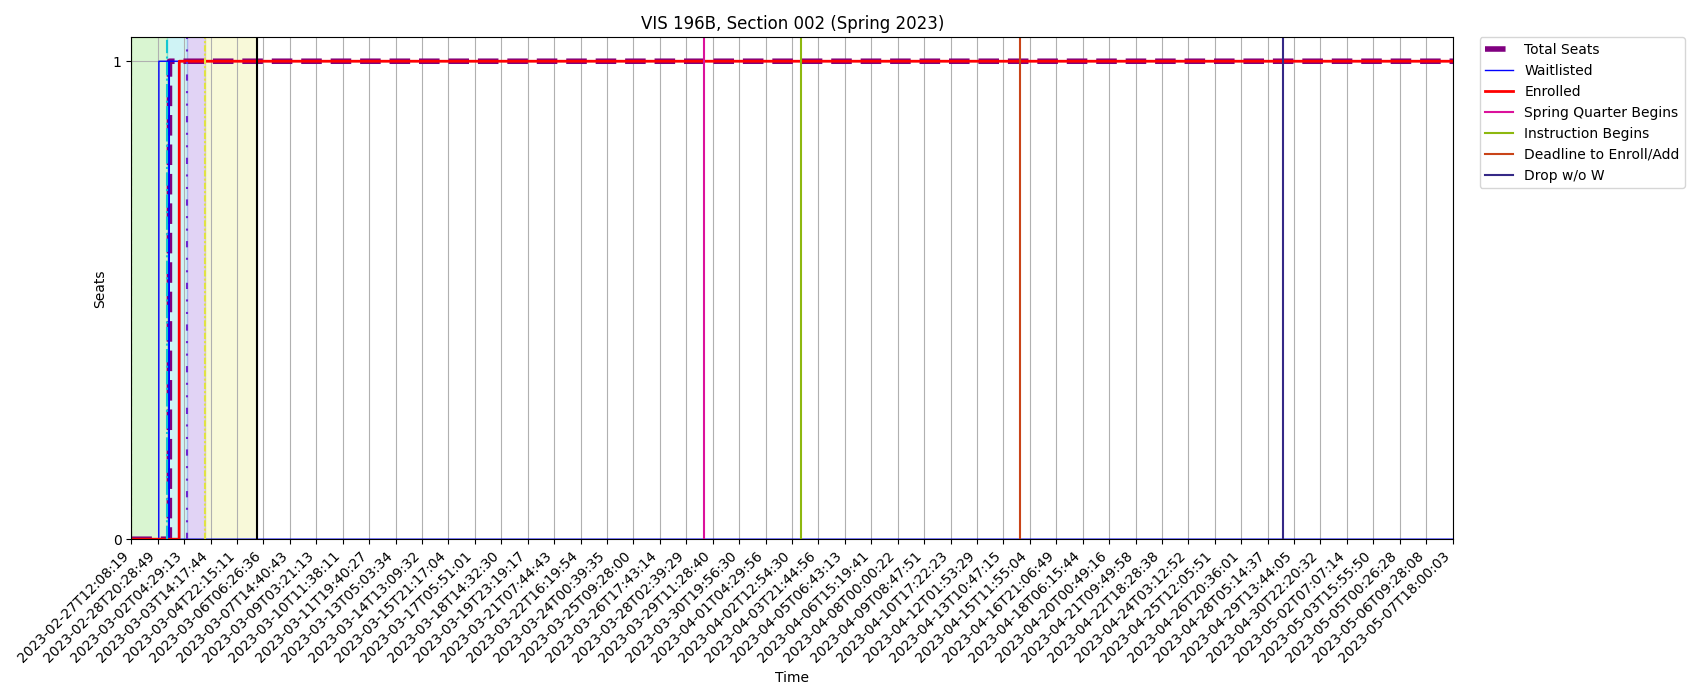 VIS 196B, Section 002 (Spring 2023)
Total Seats
Waitlisted
Enrolled
Spring Quarter Begins
Instruction Begins
Deadline to Enroll/Add
Drop w/o W
1
Seats
0
2023-02-27T12:08:19
2023-02-28T20:28:49
2023-03-02T04:29:13
2023-03-03T14:17:44
2023-03-04T22:15:11
2023-03-06T06:26:36
2023-03-07T14:40:43
2023-03-09T03:21:13
2023-03-10T11:38:11
2023-03-11T19:40:27
2023-03-13T05:03:34
2023-03-14T13:09:32
2023-03-15T21:17:04
2023-03-17T05:51:01
2023-03-18T14:32:30
2023-03-19T23:19:17
2023-03-21T07:44:43
2023-03-22T16:19:54
2023-03-24T00:39:35
2023-03-25T09:28:00
2023-03-26T17:43:14
2023-03-28T02:39:29
2023-03-29T11:28:40
2023-03-30T19:56:30
2023-04-01T04:29:56
2023-04-02T12:54:30
2023-04-03T21:44:56
2023-04-05T06:43:13
2023-04-06T15:19:41
2023-04-08T00:00:22
2023-04-09T08:47:51
2023-04-10T17:22:23
2023-04-12T01:53:29
2023-04-13T10:47:15
2023-04-15T11:55:04
2023-04-16T21:06:49
2023-04-18T06:15:44
2023-04-20T00:49:16
2023-04-21T09:49:58
2023-04-22T18:28:38
2023-04-24T03:12:52
2023-04-25T12:05:51
2023-04-26T20:36:01
2023-04-28T05:14:37
2023-04-29T13:44:05
2023-04-30T22:20:32
2023-05-02T07:07:14
2023-05-03T15:55:50
2023-05-05T00:26:28
2023-05-06T09:28:08
2023-05-07T18:00:03
Time